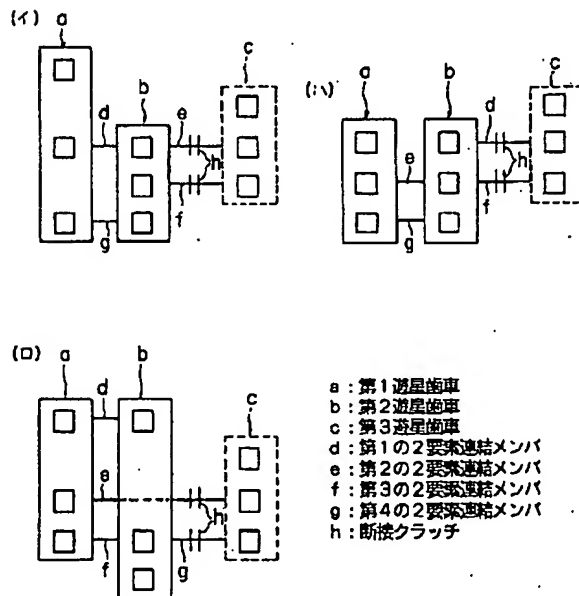 (イ) a
b
c
d
e
h
f
g
(ハ)
a
b
c
d
e
h
f
g
(ロ)
a
b
c
d
e
h
f
g
a : 第1遊星歯車
b : 第2遊星歯車
c : 第3遊星歯車
d : 第1の2要素連結メンバ
e : 第2の2要素連結メンバ
f : 第3の2要素連結メンバ
g : 第4の2要素連結メンバ
h : 断接クラッチ